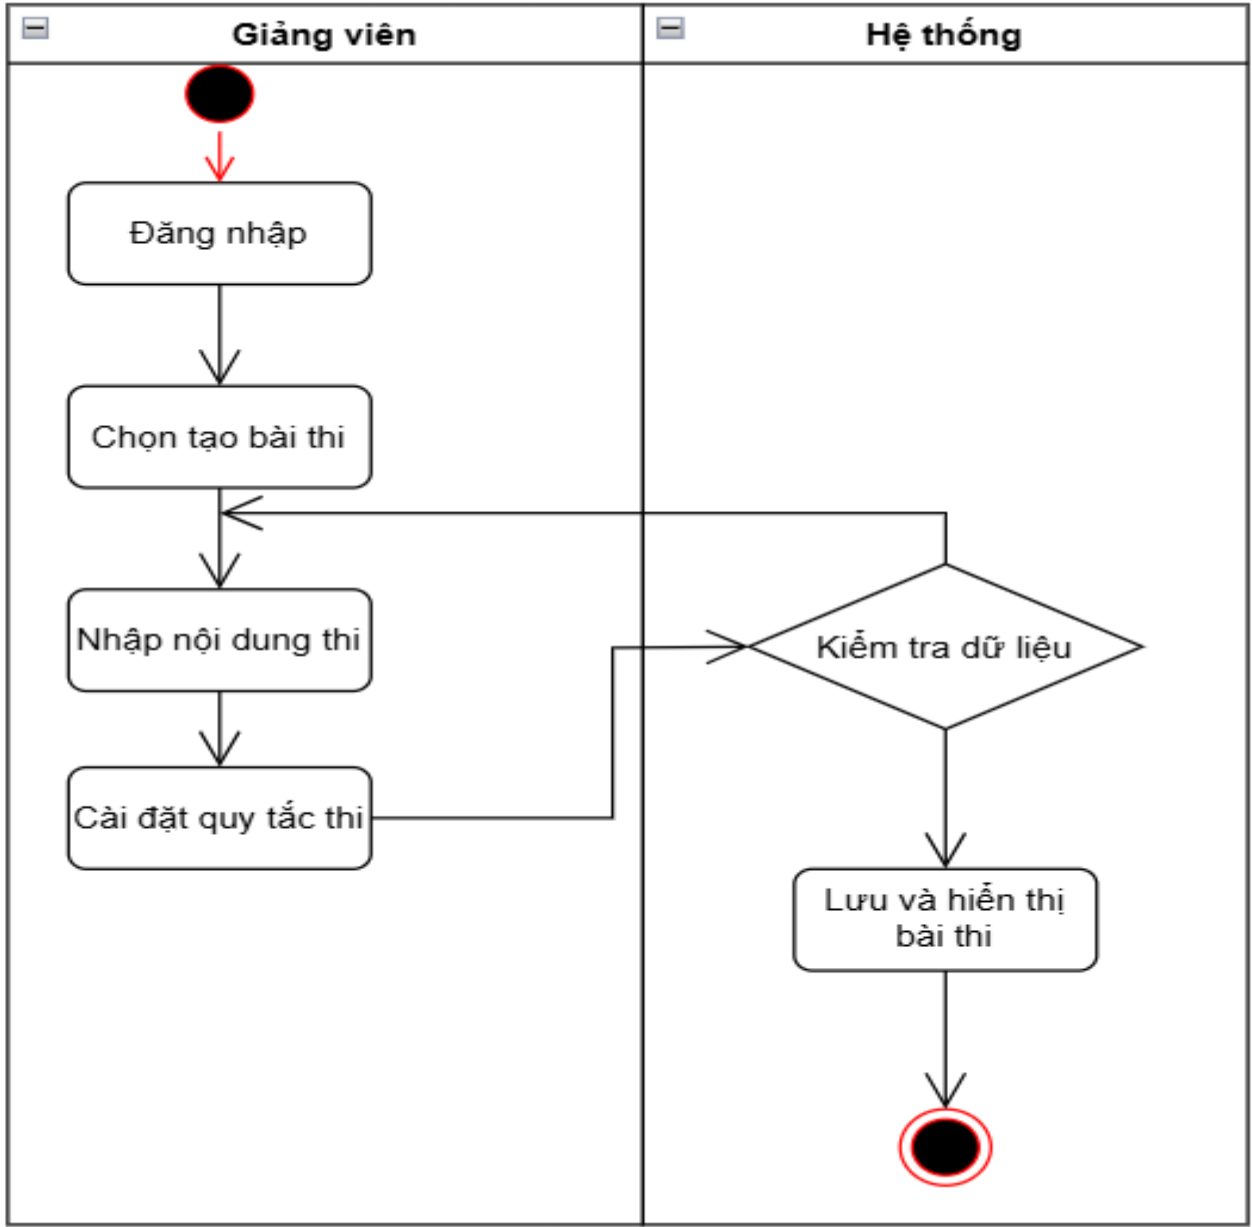 Giảng viên
Hệ thống
Đăng nhập
Chọn tạo bài thi
Nhập nội dung thi
Kiểm tra dữ liệu
Cài đặt quy tắc thi
Lưu và hiển thị
bài thi